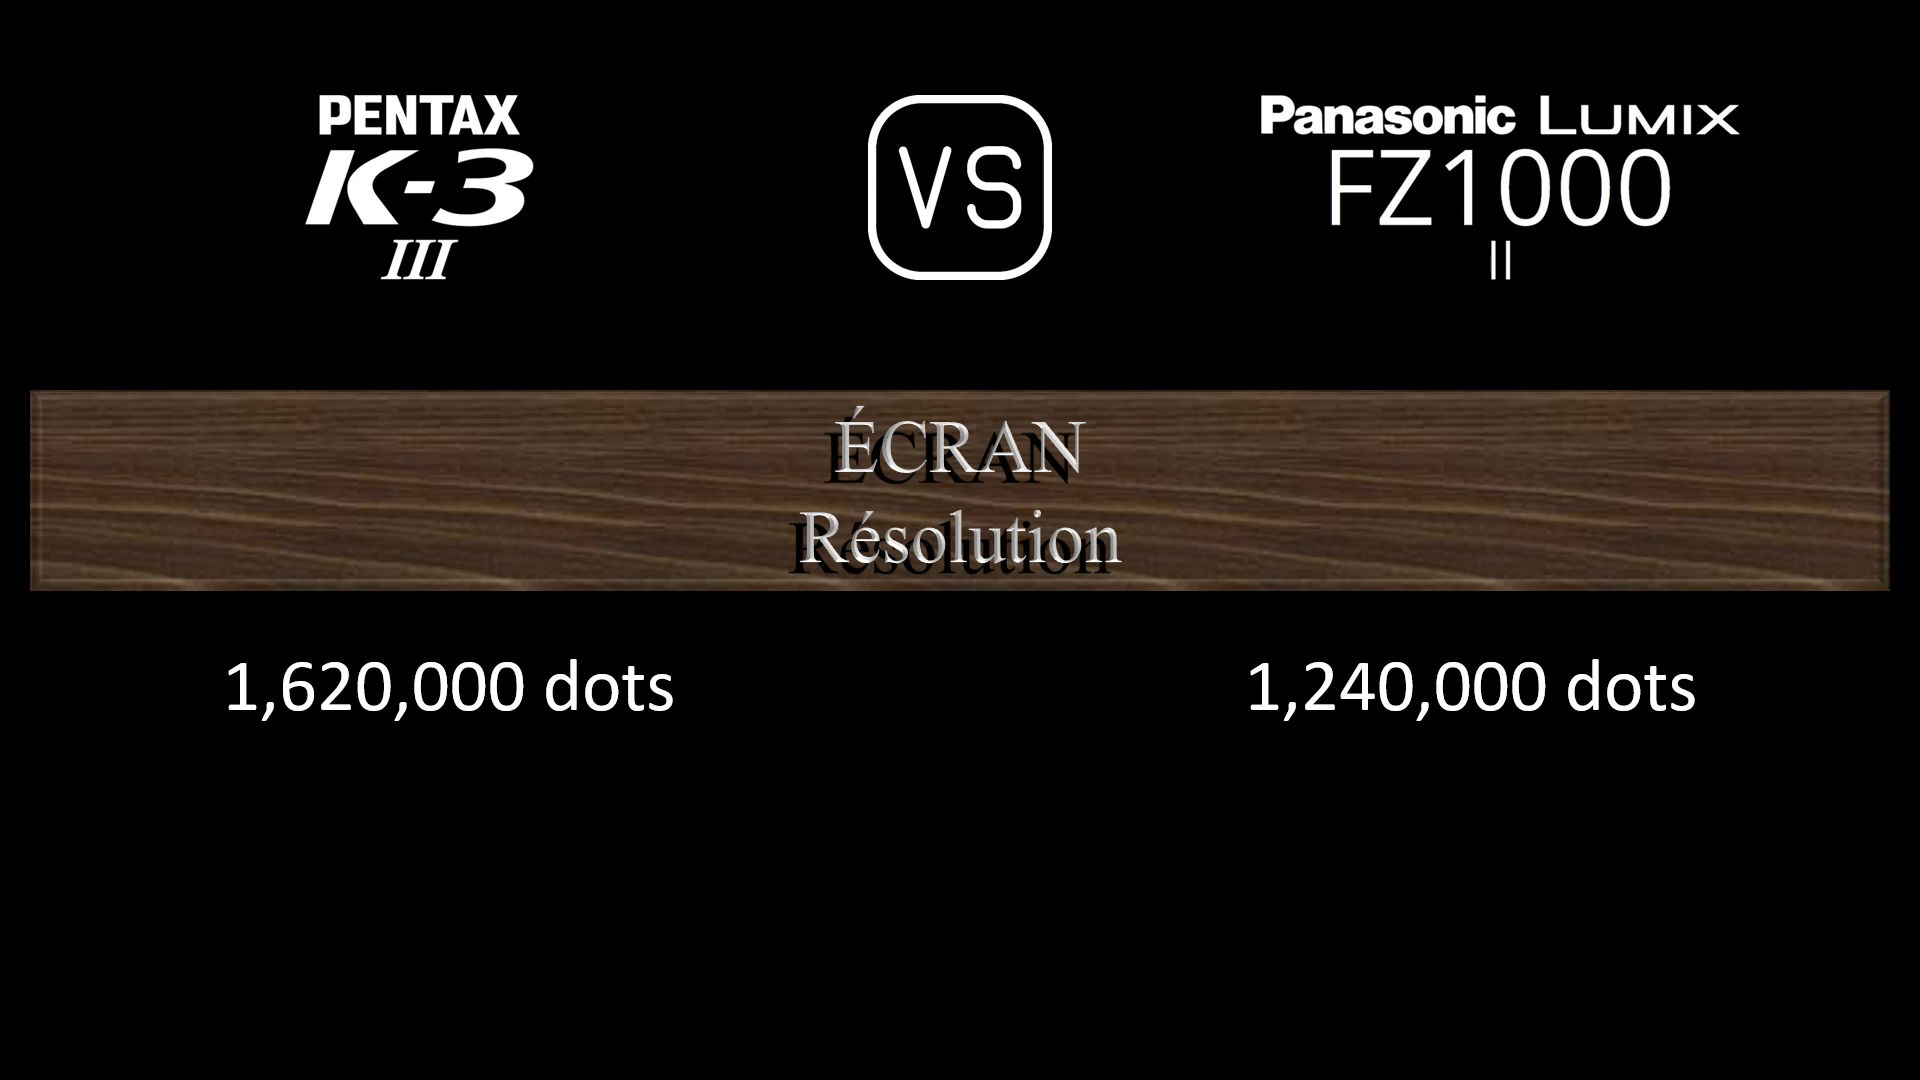 PENTAX
K-3
III
VS
Panasonic LUMIX
FZ1000
II
ÉCRAN
Résolution
1,620,000 dots
1,240,000 dots